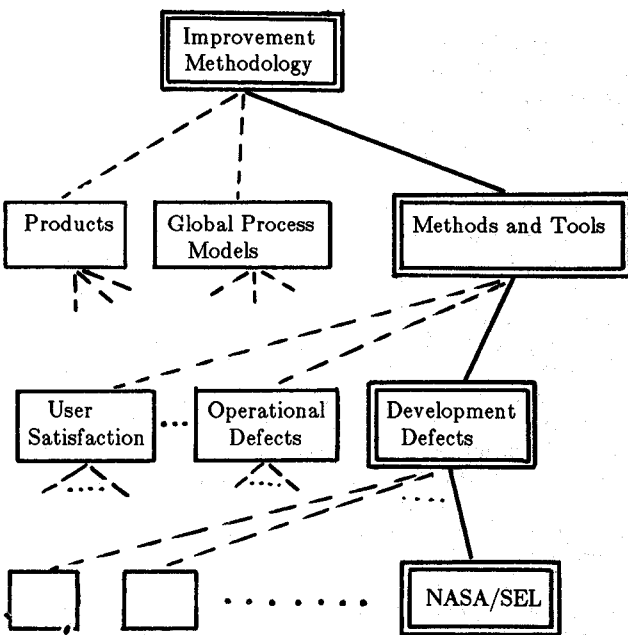 Improvement
Methodology
Products
Global Process
Models
Methods and Tools
User
Satisfaction
Operational
Defects
Development
Defects
NASA/SEL